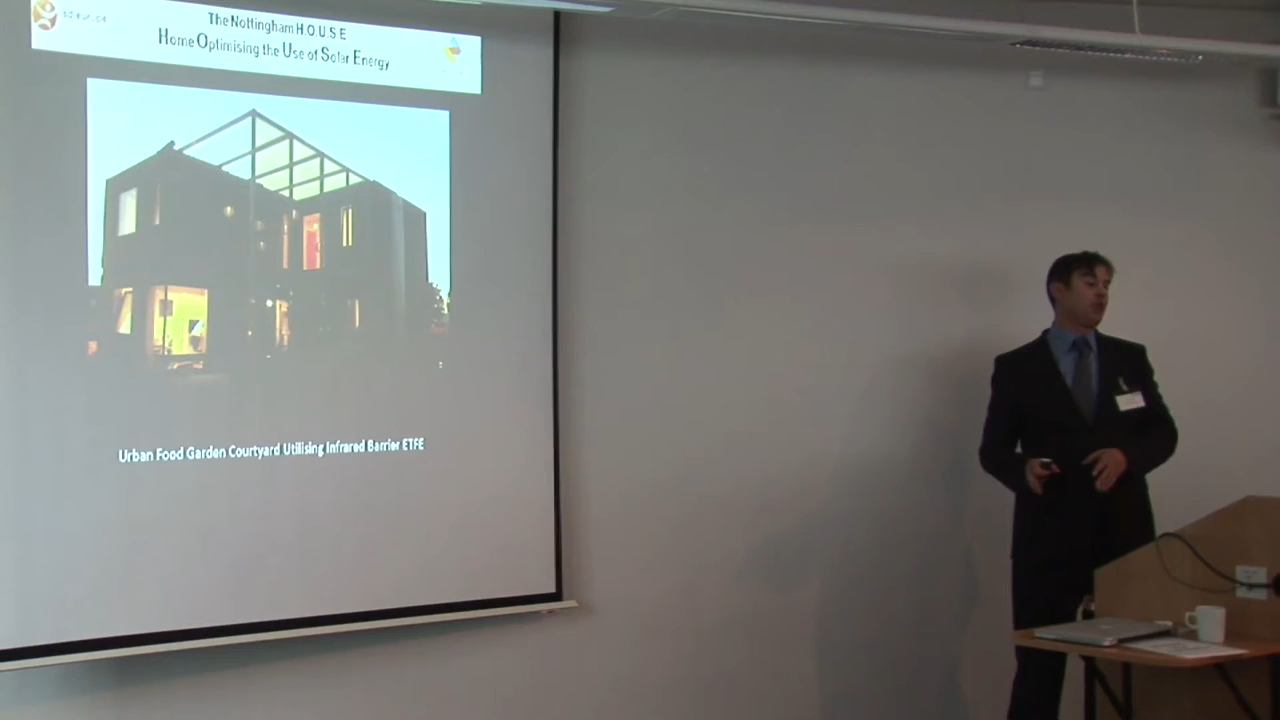 The Nottingham H.O.U.S.E
Home Optimising the Use of Solar Energy
Urban Food Garden Courtyard Utilising Infrared Barrier ETFE